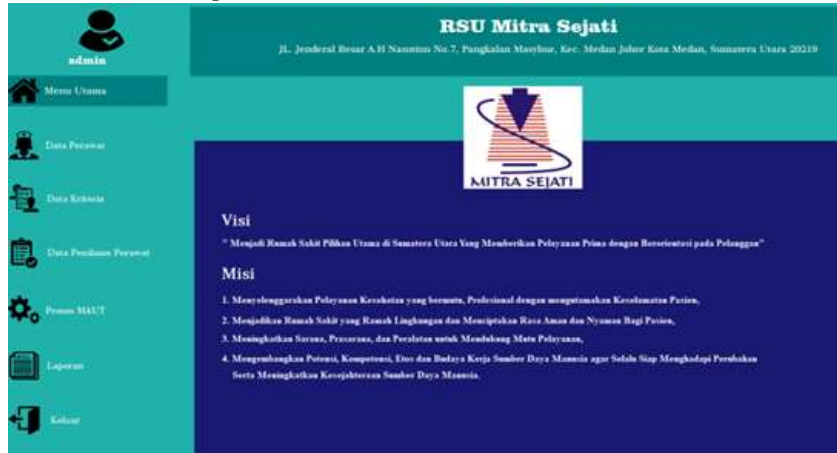 admin
Menu Utama
Data Perawat
Data Kriteria
Data Penilaian Perawat
Proses MAUT
Laporan
Keluar
RSU Mitra Sejati
JL. Jenderal Besar A.H Nasution No.7, Pangkalan Masyhur, Kec. Medan Johor Kota Medan, Sumatera Utara 20219
MITRA SEJATI
Visi
" Menjadi Rumah Sakit Pilihan Utama di Sumatera Utara Yang Memberikan Pelayanan Prima dengan Berorientasi pada Pelanggan"
Misi
1. Menyelenggarakan Pelayanan Kesehatan yang bermutu, Profesional dengan mengutamakan Keselamatan Pasien,
2. Menjadikan Rumah Sakit yang Ramah Lingkungan dan Menciptakan Rasa Aman dan Nyaman Bagi Pasien,
3. Meningkatkan Sarana, Prasarana, dan Peralatan untuk Mendukung Mutu Pelayanan,
4. Mengembangkan Potensi, Kompetensi, Etos dan Budaya Kerja Sumber Daya Manusia agar Selalu Siap Menghadapi Perubahan
Serta Meningkatkan Kesejahteraan Sumber Daya Manusia.